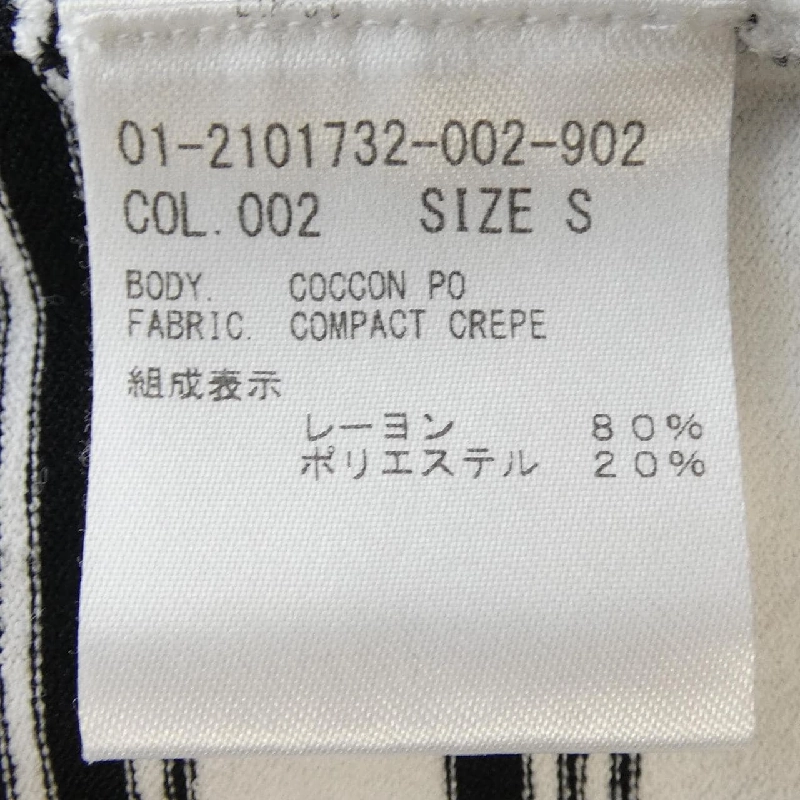 01-2101732-002-902
COL. 002 SIZE S
BODY. COCCON PO
FABRIC. COMPACT CREPE
組成表示
レーヨン 80%
ポリエステル 20%